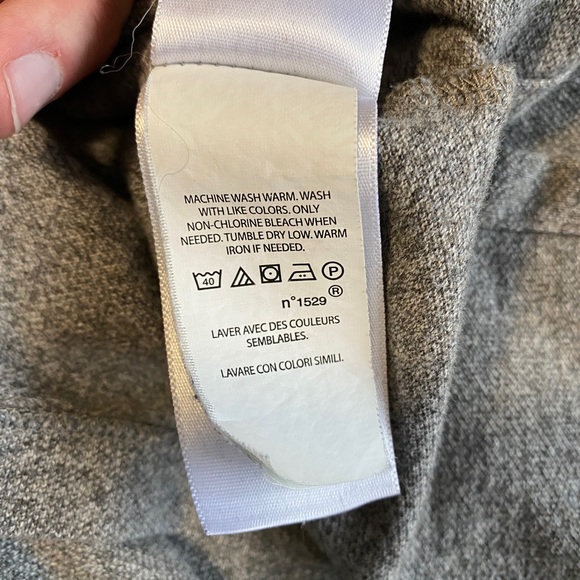 MACHINE WASH WARM. WASH
WITH LIKE COLORS. ONLY
NON-CHLORINE BLEACH WHEN
NEEDED. TUMBLE DRY LOW. WARM
IRON IF NEEDED.
40 P
n°1529 ®
LAVER AVEC DES COULEURS
SEMBLABLES.
LAVARE CON COLORI SIMILI.